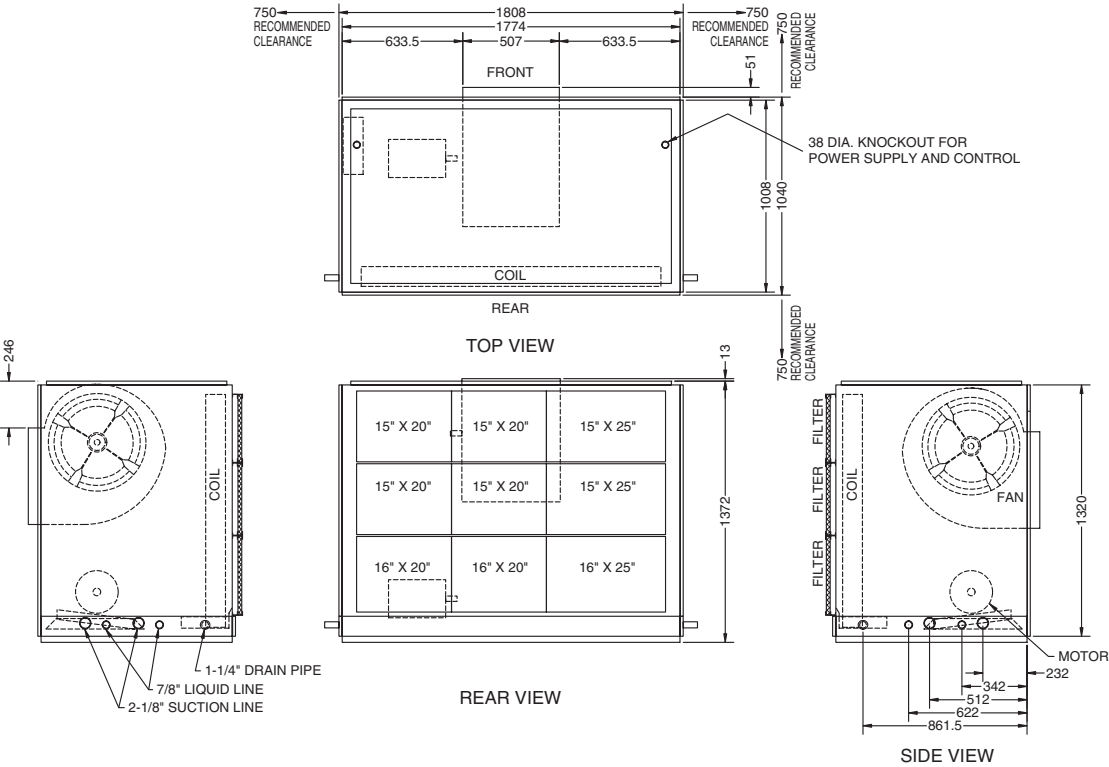 750
1808
750
RECOMMENDED
CLEARANCE
1774
RECOMMENDED
CLEARANCE
633.5
507
633.5
750
RECOMMENDED
CLEARANCE
51
FRONT
38 DIA. KNOCKOUT FOR
POWER SUPPLY AND CONTROL
1008
1040
COIL
REAR
TOP VIEW
750
RECOMMENDED
CLEARANCE
246
COIL
1-1/4" DRAIN PIPE
7/8" LIQUID LINE
2-1/8" SUCTION LINE
13
15" X 20"
15" X 20"
15" X 25"
15" X 20"
15" X 20"
15" X 25"
16" X 20"
16" X 20"
16" X 25"
1372
REAR VIEW
FILTER
FILTER
FILTER
COIL
FAN
1320
MOTOR
232
342
512
622
861.5
SIDE VIEW